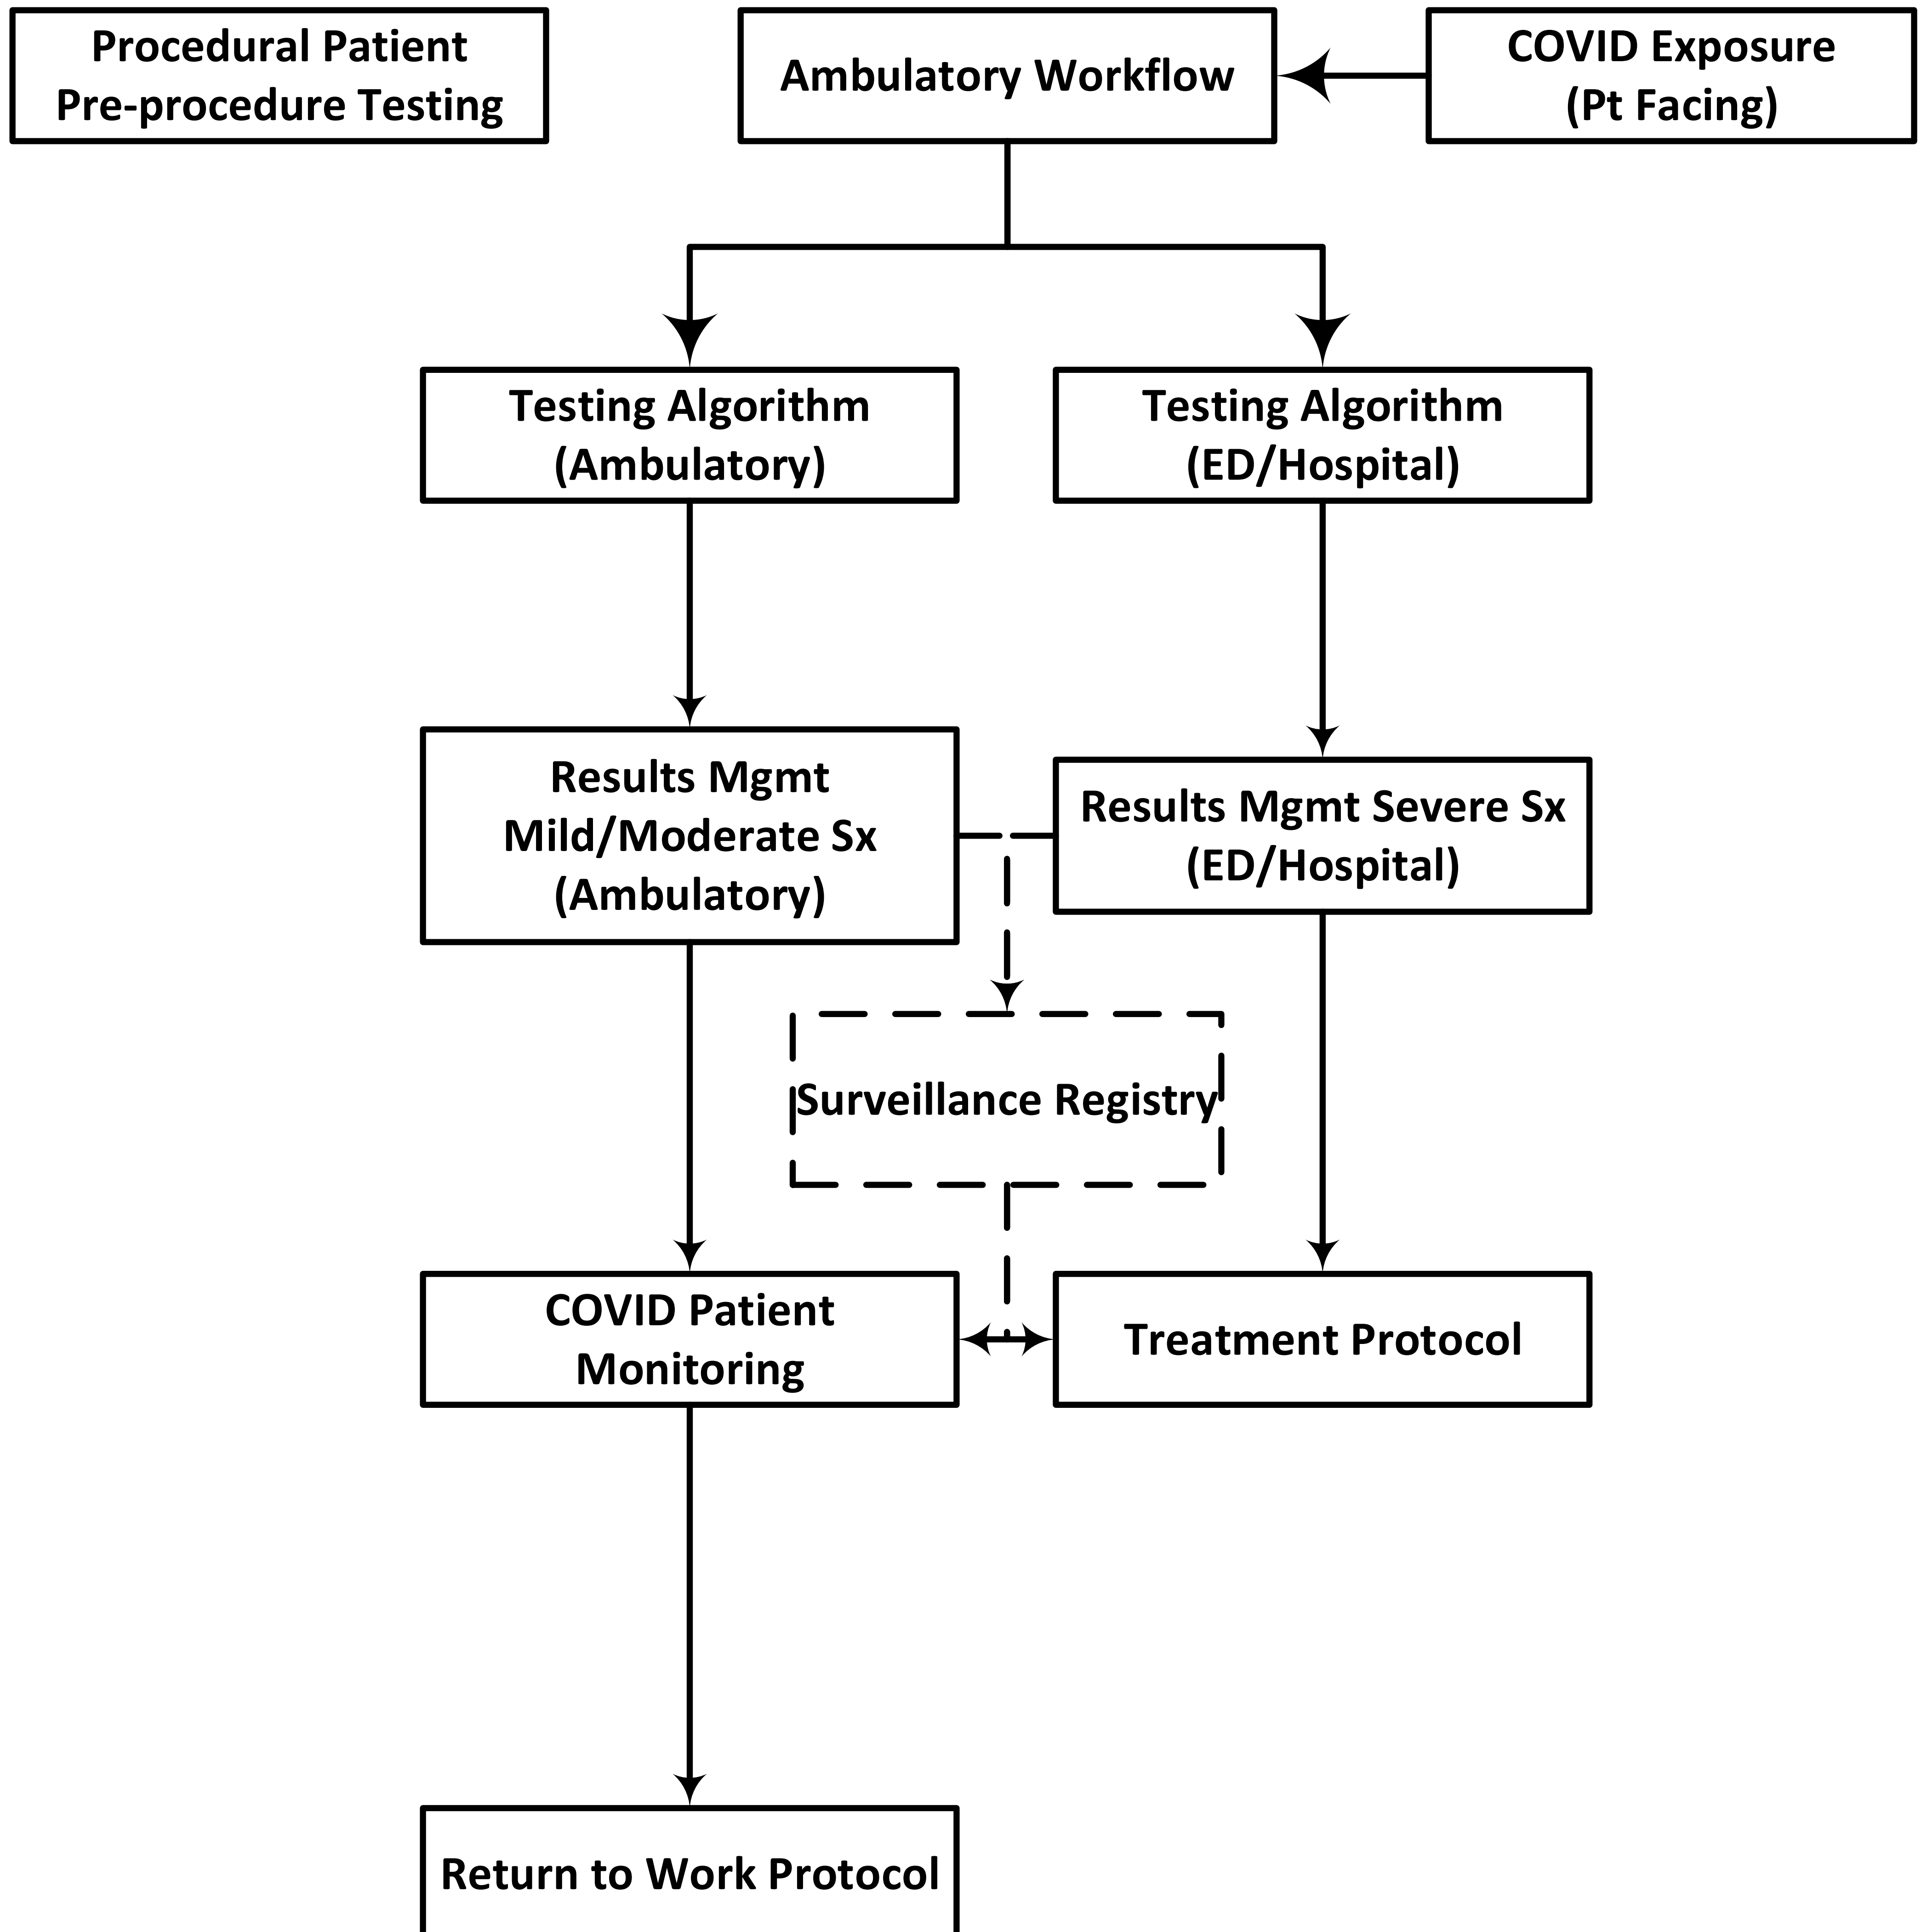 Procedural Patient
Pre-procedure Testing
Ambulatory Workflow
COVID Exposure
(Pt Facing)
Testing Algorithm
(Ambulatory)
Testing Algorithm
(ED/Hospital)
Results Mgmt
Mild/Moderate Sx
(Ambulatory)
Results Mgmt Severe Sx
(ED/Hospital)
Surveillance Registry
COVID Patient
Monitoring
Treatment Protocol
Return to Work Protocol